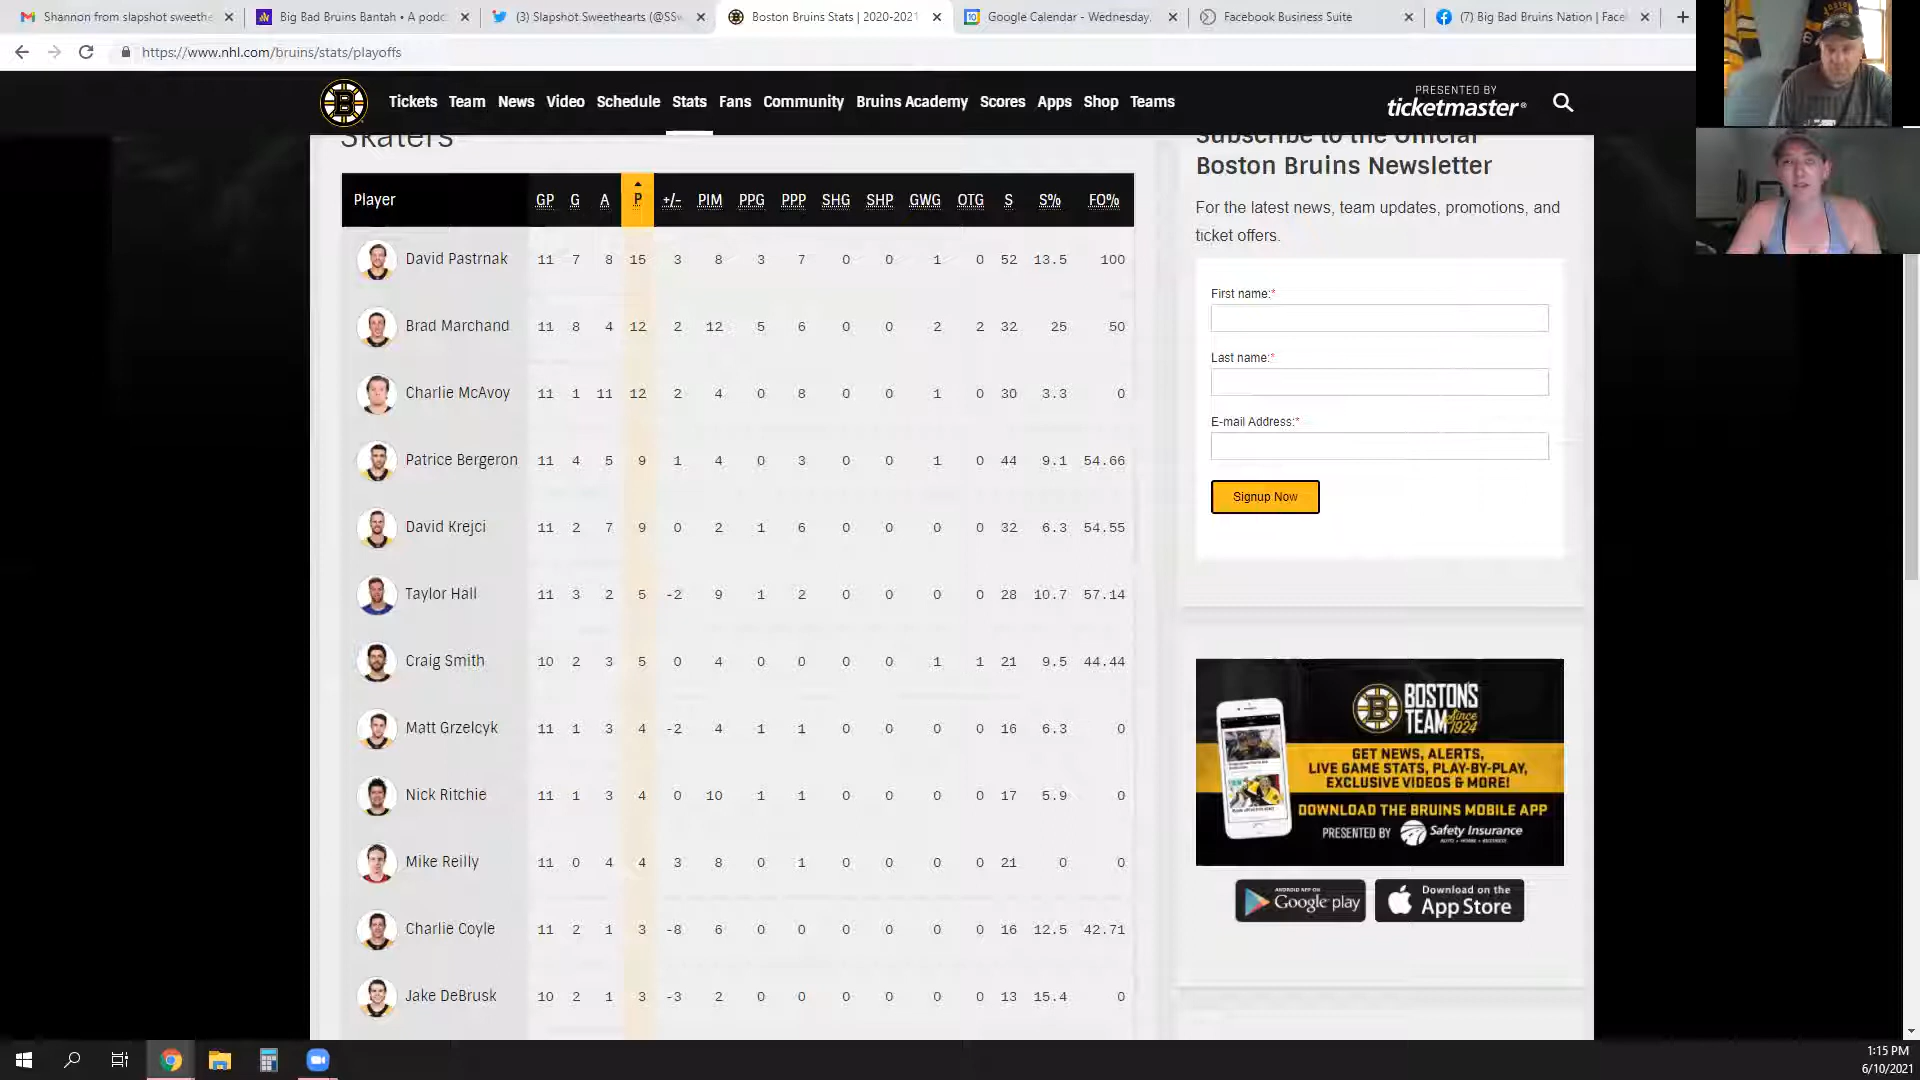 Shannon from slapshot sweethe
Big Bad Bruins Bantah • A podc
(3) Slapshot Sweethearts (@SSw
Boston Bruins Stats | 2020-2021
Google Calendar - Wednesday,
Facebook Business Suite
(7) Big Bad Bruins Nation | Face
https://www.nhl.com/bruins/stats/playoffs
Tickets Team News Video Schedule Stats Fans Community Bruins Academy Scores Apps Shop Teams
PRESENTED BY
ticketmaster®
Skaters
Player GP G A P +/- PIM PPG PPP SHG SHP GWG OTG S S% FO%
David Pastrnak 11 7 8 15 3 8 3 7 0 0 1 0 52 13.5 100
Brad Marchand 11 8 4 12 2 12 5 6 0 0 2 2 32 25 50
Charlie McAvoy 11 1 11 12 2 4 0 8 0 0 1 0 30 3.3 0
Patrice Bergeron 11 4 5 9 1 4 0 3 0 0 1 0 44 9.1 54.66
David Krejci 11 2 7 9 0 2 1 6 0 0 0 0 32 6.3 54.55
Taylor Hall 11 3 2 5 -2 9 1 2 0 0 0 0 28 10.7 57.14
Craig Smith 10 2 3 5 0 4 0 0 0 0 1 1 21 9.5 44.44
Matt Grzelcyk 11 1 3 4 -2 4 1 1 0 0 0 0 16 6.3 0
Nick Ritchie 11 1 3 4 0 10 1 1 0 0 0 0 17 5.9 0
Mike Reilly 11 0 4 4 3 8 0 1 0 0 0 0 21 0 0
Charlie Coyle 11 2 1 3 -8 6 0 0 0 0 0 0 16 12.5 42.71
Jake DeBrusk 10 2 1 3 -3 2 0 0 0 0 0 0 13 15.4 0
Subscribe to the Official
Boston Bruins Newsletter
For the latest news, team updates, promotions, and
ticket offers.
First name:*
Last name:*
E-mail Address:*
Signup Now
BOSTON'S
TEAM Since
1924
GET NEWS, ALERTS,
LIVE GAME STATS, PLAY-BY-PLAY,
EXCLUSIVE VIDEOS & MORE!
DOWNLOAD THE BRUINS MOBILE APP
PRESENTED BY Safety Insurance
AUTO • HOME • BUSINESS
ANDROID APP ON
Google play
Download on the
App Store
1:15 PM
6/10/2021